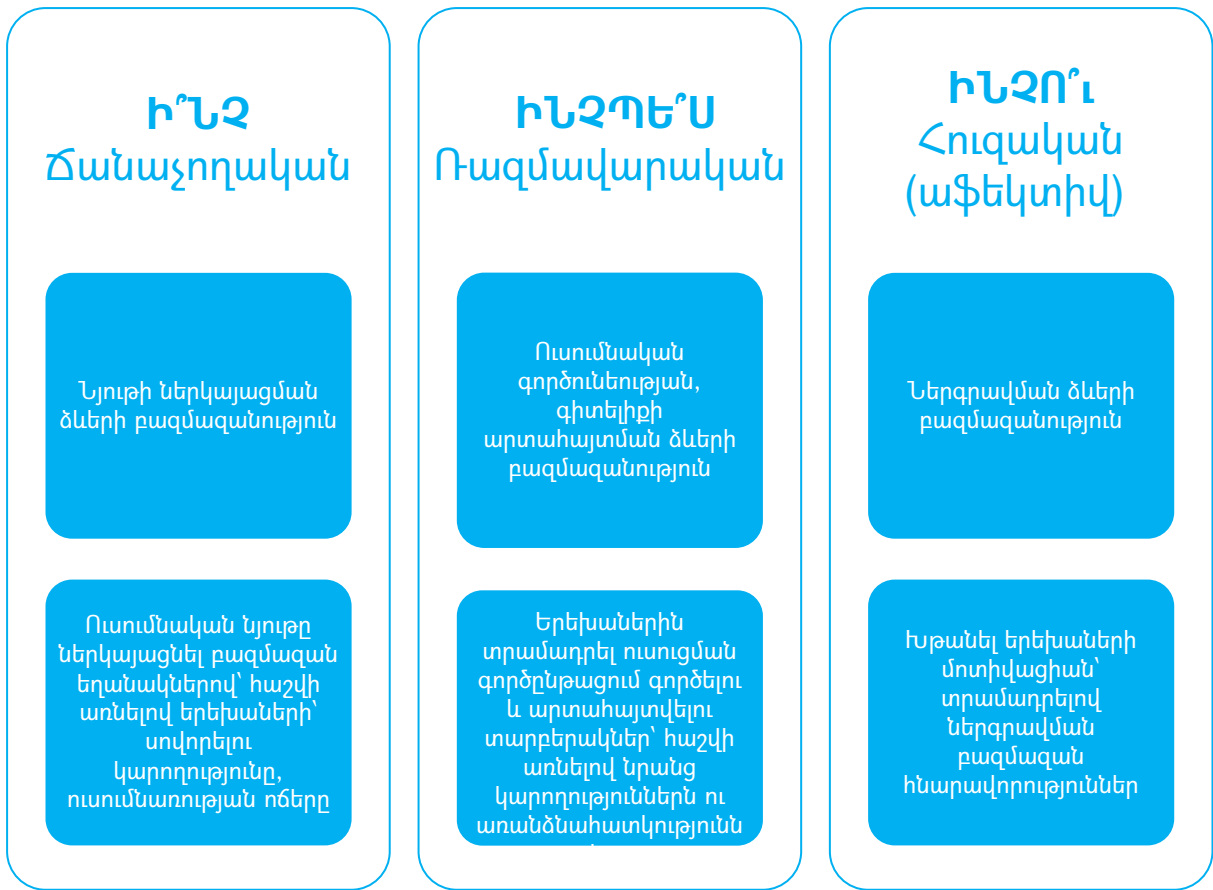 Ի՞ՆՉ
Ճանաչողական
Նյութի ներկայացման
ձևերի բազմազանություն
Ուսումնական նյութը
ներկայացնել բազմազան
եղանակներով՝ հաշվի
առնելով երեխաների՝
սովորելու
կարողությունը,
ուսումնառության ոճերը
ԻՆՉՊԵ՞Ս
Ռազմավարական
Ուսումնական
գործունեության,
գիտելիքի
արտահայտման ձևերի
բազմազանություն
Երեխաներին
տրամադրել ուսուցման
գործընթացում գործելու
և արտահայտվելու
տարբերակներ՝ հաշվի
առնելով նրանց
կարողություններն ու
առանձնահատկությունն
ԻՆՉՈ՞ւ
Հուզական
(աֆեկտիվ)
Ներգրավման ձևերի
բազմազանություն
Խթանել երեխաների
մոտիվացիան՝
տրամադրելով
ներգրավման
բազմազան
հնարավորություններ